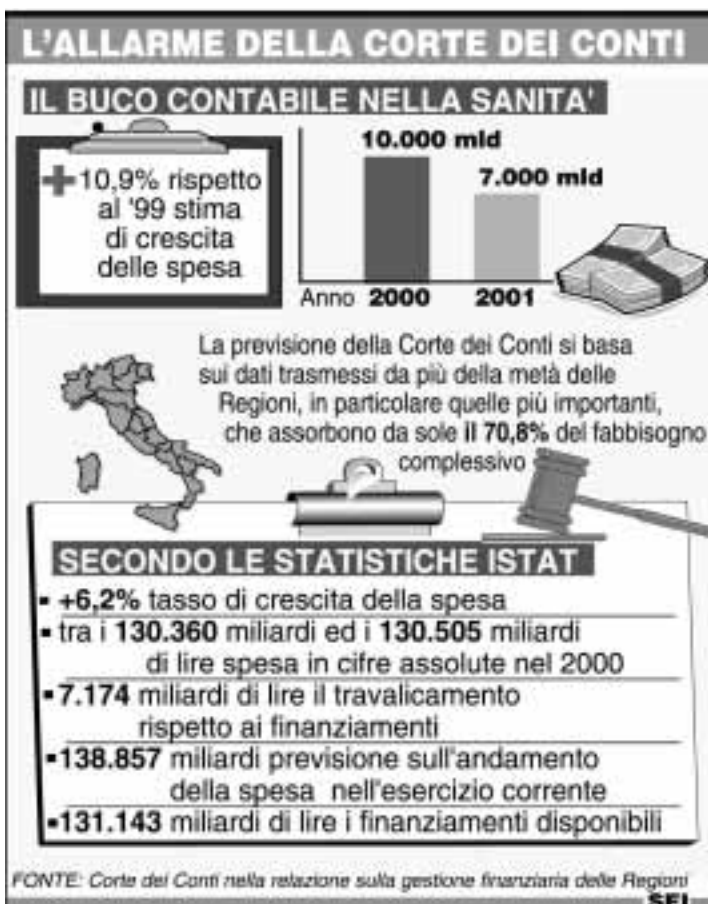 L'ALLARME DELLA CORTE DEI CONTI
IL BUCO CONTABILE NELLA SANITA'
+10,9% rispetto
al '99 stima
di crescita
delle spesa
10.000 mld
7.000 mld
Anno 2000 2001
La previsione della Corte dei Conti si basa
sui dati trasmessi da più della metà delle
Regioni, in particolare quelle più importanti,
che assorbono da sole il 70,8% del fabbisogno
complessivo
SECONDO LE STATISTICHE ISTAT
▪ +6,2% tasso di crescita della spesa
▪ tra i 130.360 miliardi ed i 130.505 miliardi
di lire spesa in cifre assolute nel 2000
▪ 7.174 miliardi di lire il travalicamento
rispetto ai finanziamenti
▪ 138.857 miliardi previsione sull'andamento
della spesa nell'esercizio corrente
▪ 131.143 miliardi di lire i finanziamenti disponibili
FONTE: Corte dei Conti nella relazione sulla gestione finanziaria delle Regioni
SEI